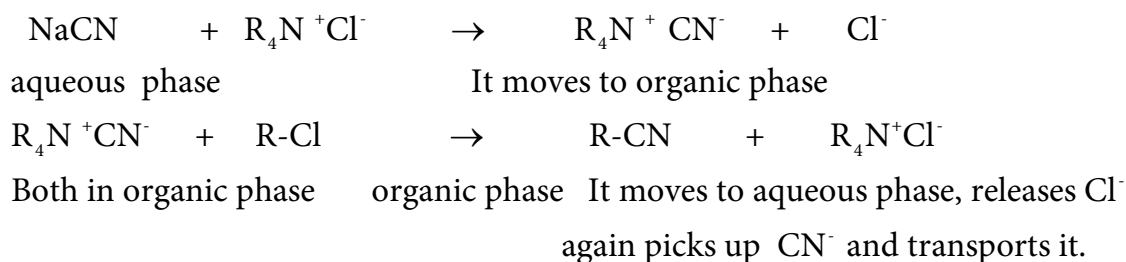 NaCN + R₄N ⁺Cl⁻ → R₄N ⁺ CN⁻ + Cl⁻
aqueous phase It moves to organic phase
R₄N ⁺CN⁻ + R-Cl → R-CN + R₄N⁺Cl⁻
Both in organic phase organic phase It moves to aqueous phase, releases Cl⁻
again picks up CN⁻ and transports it.